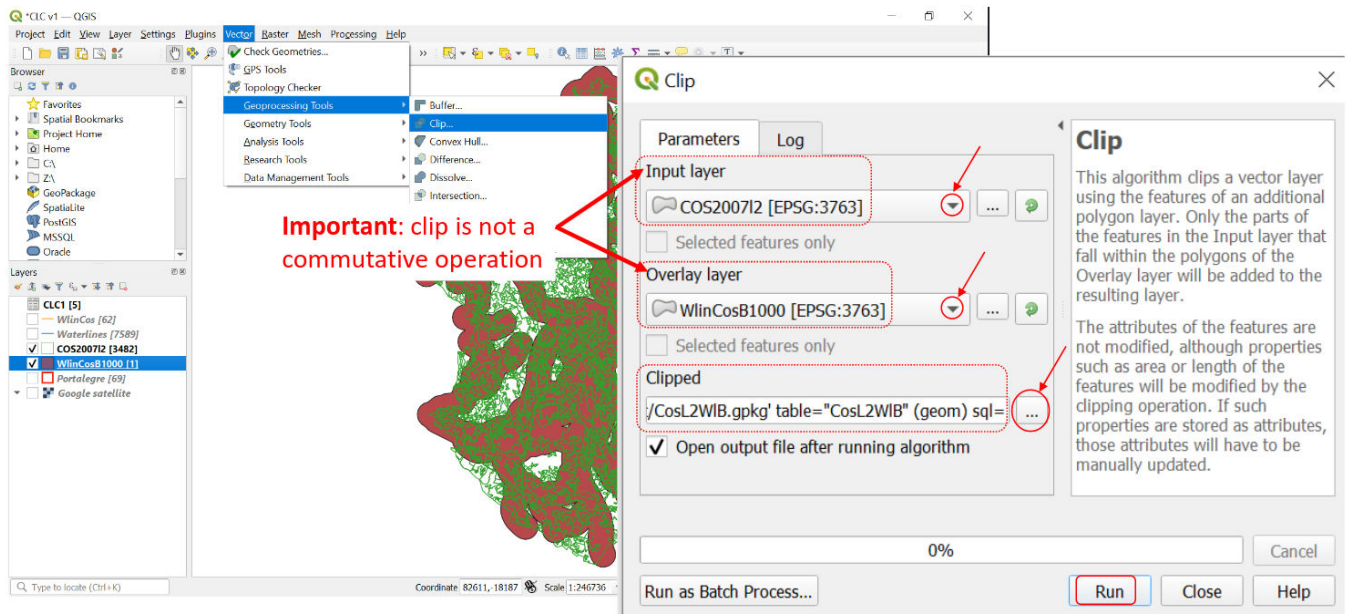 *CLC v1 — QGIS
Project Edit View Layer Settings Plugins Vector Raster Mesh Processing Help
Check Geometries...
GPS Tools
Topology Checker
Geoprocessing Tools
Geometry Tools
Analysis Tools
Research Tools
Data Management Tools
Buffer...
Clip...
Convex Hull...
Difference...
Dissolve...
Intersection...
Browser
Favorites
Spatial Bookmarks
Project Home
Home
C:\
Z:\
GeoPackage
SpatiaLite
PostGIS
MSSQL
Oracle
Layers
CLC1 [5]
WlinCos [62]
Waterlines [7589]
COS2007l2 [3482]
WlinCosB1000 [1]
Portalegre [69]
Google satellite
Important: clip is not a
commutative operation
Type to locate (Ctrl+K)
Coordinate 82611,-18187
Scale 1:246736
Clip
Parameters Log
Input layer
COS2007l2 [EPSG:3763]
...
Selected features only
Overlay layer
WlinCosB1000 [EPSG:3763]
...
Selected features only
Clipped
:/CosL2WlB.gpkg' table="CosL2WlB" (geom) sql=
...
Open output file after running algorithm
Clip
This algorithm clips a vector layer
using the features of an additional
polygon layer. Only the parts of
the features in the Input layer that
fall within the polygons of the
Overlay layer will be added to the
resulting layer.
The attributes of the features are
not modified, although properties
such as area or length of the
features will be modified by the
clipping operation. If such
properties are stored as attributes,
those attributes will have to be
manually updated.
0%
Cancel
Run as Batch Process...
Run
Close
Help